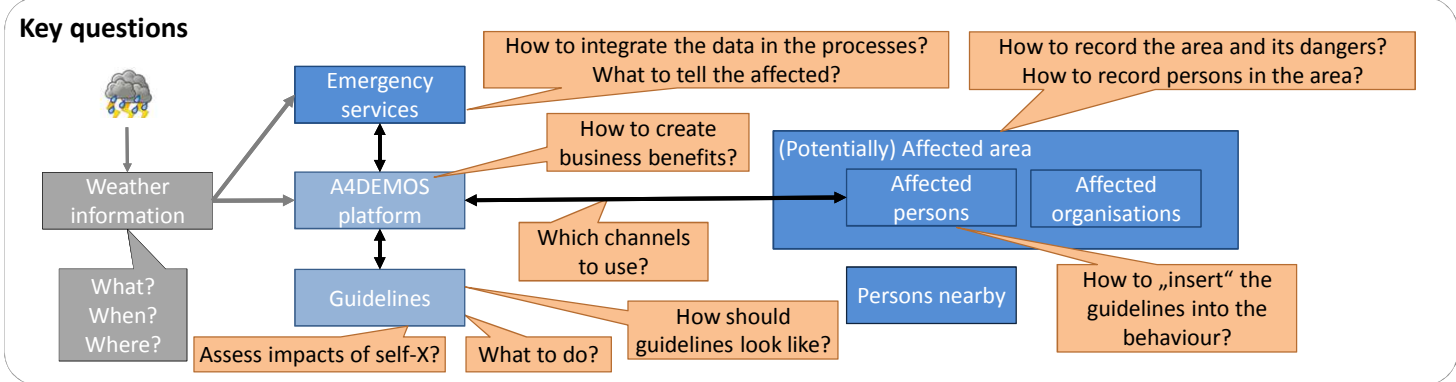 Key questions
How to integrate the data in the processes?
What to tell the affected?
How to record the area and its dangers?
How to record persons in the area?
Emergency
services
How to create
business benefits?
(Potentially) Affected area
Weather
information
A4DEMOS
platform
Affected
persons
Affected
organisations
Which channels
to use?
What?
When?
Where?
Guidelines
Persons nearby
How to „insert“ the
guidelines into the
behaviour?
How should
guidelines look like?
Assess impacts of self-X?
What to do?